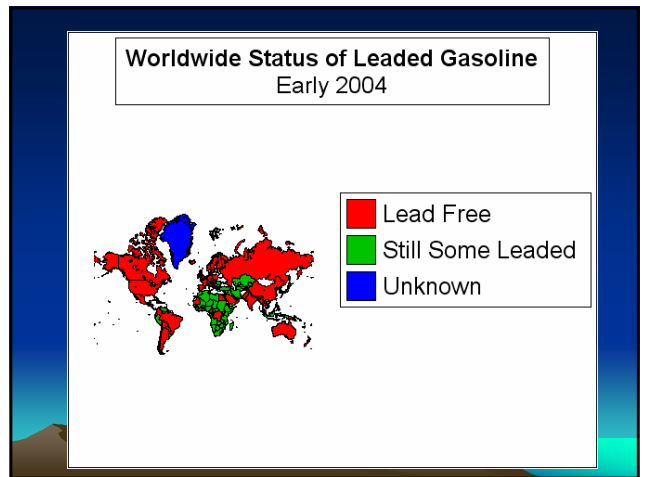 Worldwide Status of Leaded Gasoline
Early 2004
Lead Free
Still Some Leaded
Unknown